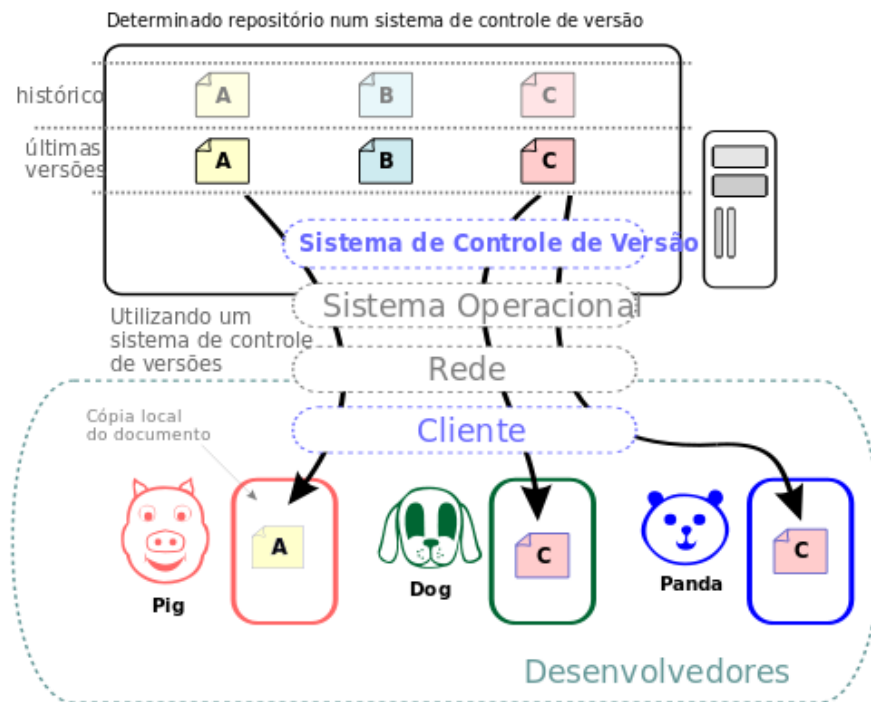 Determinado repositório num sistema de controle de versão
histórico
A
B
C
últimas
versões
A
B
C
Sistema de Controle de Versão
Sistema Operacional
Utilizando um
sistema de controle
de versões
Rede
Cópia local
do documento
Cliente
A
C
C
Pig
Dog
Panda
Desenvolvedores